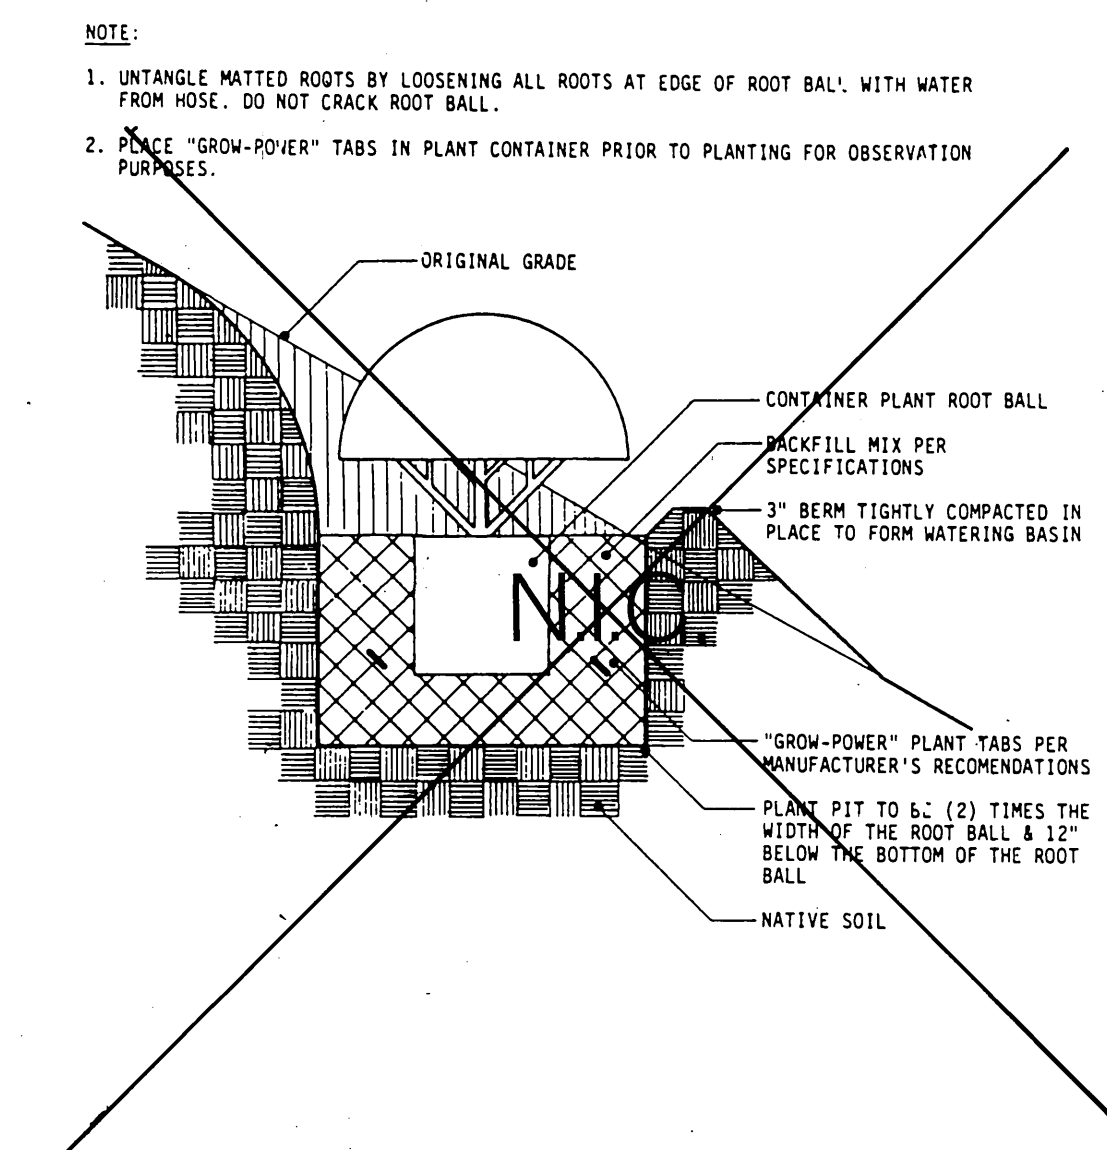 NOTE:
1. UNTANGLE MATTED ROOTS BY LOOSENING ALL ROOTS AT EDGE OF ROOT BALL WITH WATER
FROM HOSE. DO NOT CRACK ROOT BALL.
2. PLACE "GROW-POWER" TABS IN PLANT CONTAINER PRIOR TO PLANTING FOR OBSERVATION
PURPOSES.
ORIGINAL GRADE
CONTAINER PLANT ROOT BALL
BACKFILL MIX PER
SPECIFICATIONS
3" BERM TIGHTLY COMPACTED IN
PLACE TO FORM WATERING BASIN
N.I.C.
"GROW-POWER" PLANT TABS PER
MANUFACTURER'S RECOMENDATIONS
PLANT PIT TO BE (2) TIMES THE
WIDTH OF THE ROOT BALL & 12"
BELOW THE BOTTOM OF THE ROOT
BALL
NATIVE SOIL